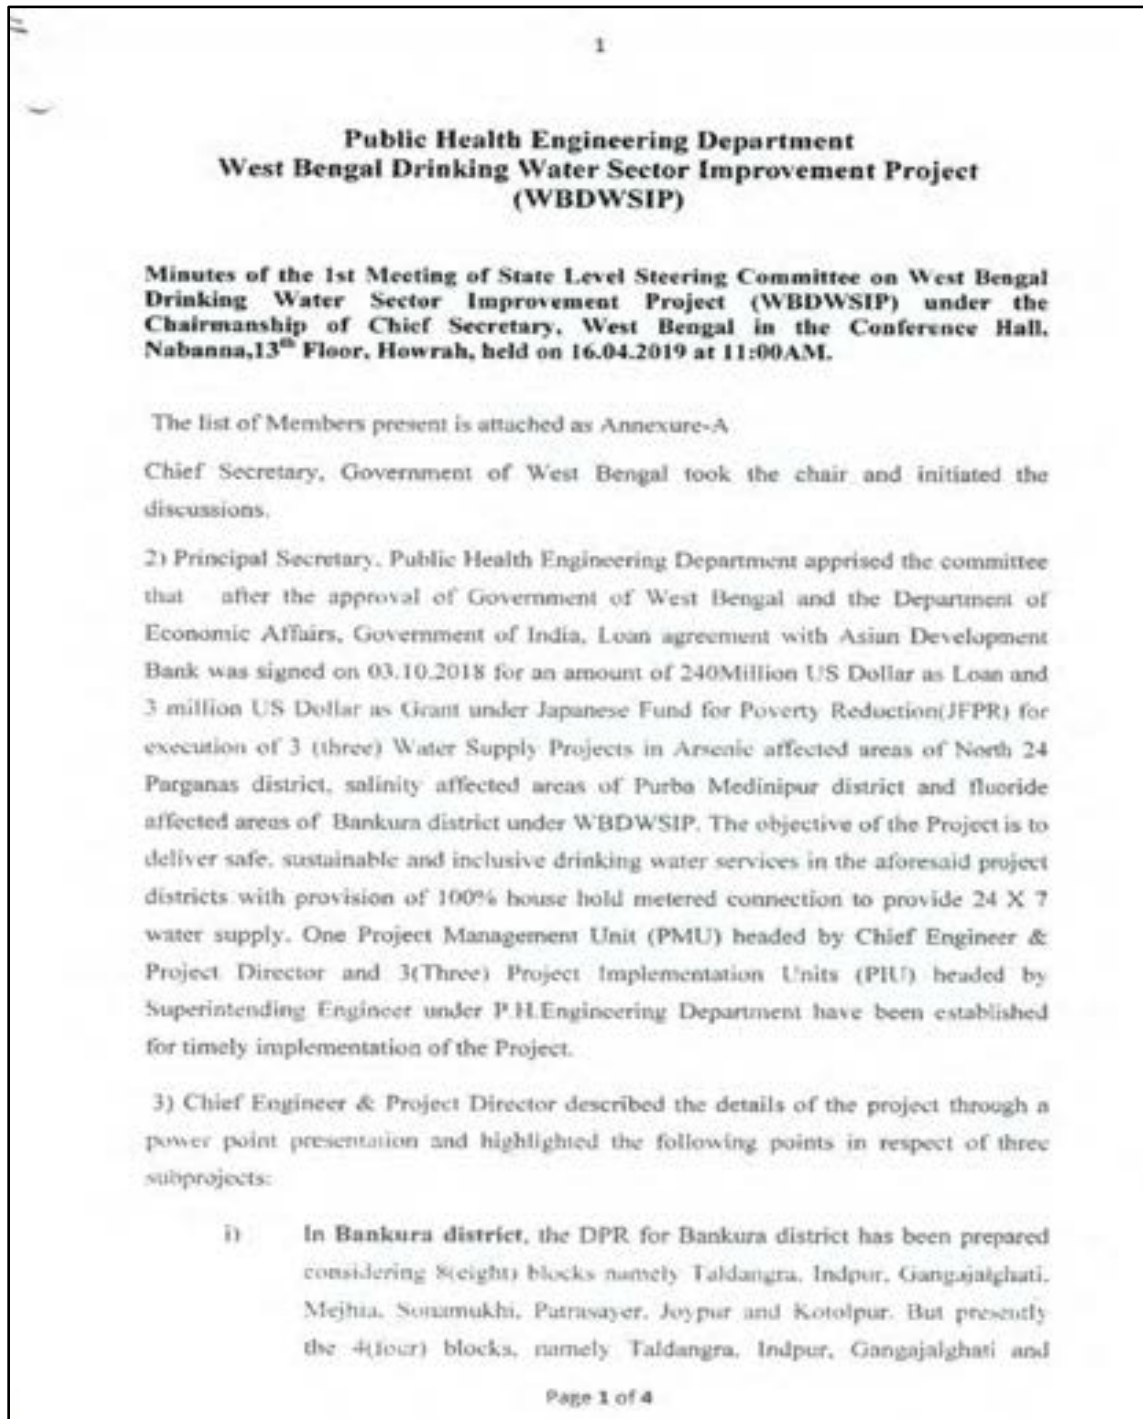 1
Public Health Engineering Department
West Bengal Drinking Water Sector Improvement Project
(WBDWSIP)
Minutes of the 1st Meeting of State Level Steering Committee on West Bengal
Drinking Water Sector Improvement Project (WBDWSIP) under the
Chairmanship of Chief Secretary, West Bengal in the Conference Hall,
Nabanna,13th Floor, Howrah, held on 16.04.2019 at 11:00AM.
The list of Members present is attached as Annexure-A
Chief Secretary, Government of West Bengal took the chair and initiated the
discussions.
2) Principal Secretary, Public Health Engineering Department apprised the committee
that after the approval of Government of West Bengal and the Department of
Economic Affairs, Government of India, Loan agreement with Asian Development
Bank was signed on 03.10.2018 for an amount of 240Million US Dollar as Loan and
3 million US Dollar as Grant under Japanese Fund for Poverty Reduction(JFPR) for
execution of 3 (three) Water Supply Projects in Arsenic affected areas of North 24
Parganas district, salinity affected areas of Purba Medinipur district and fluoride
affected areas of Bankura district under WBDWSIP. The objective of the Project is to
deliver safe, sustainable and inclusive drinking water services in the aforesaid project
districts with provision of 100% house hold metered connection to provide 24 X 7
water supply. One Project Management Unit (PMU) headed by Chief Engineer &
Project Director and 3(Three) Project Implementation Units (PIU) headed by
Superintending Engineer under P.H.Engineering Department have been established
for timely implementation of the Project.
3) Chief Engineer & Project Director described the details of the project through a
power point presentation and highlighted the following points in respect of three
subprojects:
i) In Bankura district, the DPR for Bankura district has been prepared
considering 8(eight) blocks namely Taldangra, Indpur, Gangajalghati,
Mejhia, Sonamukhi, Patrasayer, Joypur and Kotolpur. But presently
the 4(four) blocks, namely Taldangra, Indpur, Gangajalghati and
Page 1 of 4